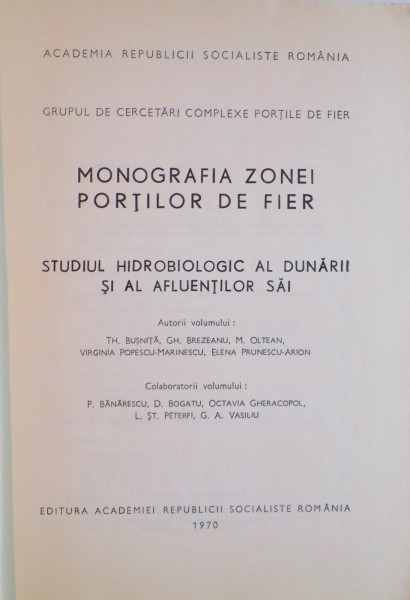 ACADEMIA REPUBLICII SOCIALISTE ROMÂNIA
GRUPUL DE CERCETĂRI COMPLEXE PORȚILE DE FIER
MONOGRAFIA ZONEI
PORȚILOR DE FIER
STUDIUL HIDROBIOLOGIC AL DUNĂRII
ȘI AL AFLUENȚILOR SĂI
Autorii volumului :
TH. BUȘNIȚĂ, GH. BREZEANU, M. OLTEAN,
VIRGINIA POPESCU-MARINESCU, ELENA PRUNESCU-ARION
Colaboratorii volumului :
P. BĂNĂRESCU, D. BOGATU, OCTAVIA GHERACOPOL,
L. ȘT. PÉTERFI, G. A. VASILIU
EDITURA ACADEMIEI REPUBLICII SOCIALISTE ROMÂNIA
1970